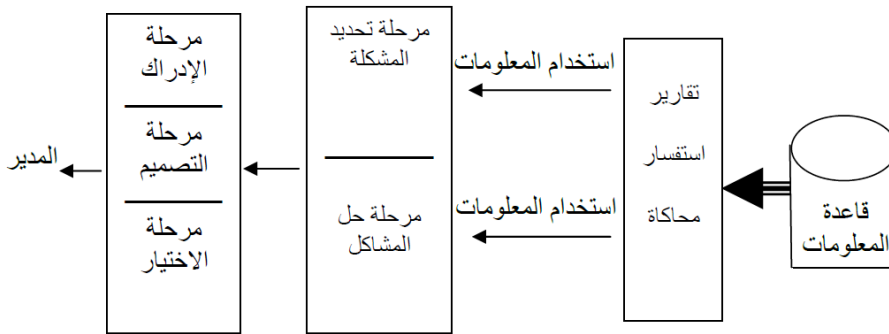 قاعدة
المعلومات
تقارير
استفسار
محاكاة
استخدام المعلومات
استخدام المعلومات
مرحلة تحديد
المشكلة
مرحلة حل
المشاكل
مرحلة
الإدراك
مرحلة
التصميم
مرحلة
الاختيار
المدير